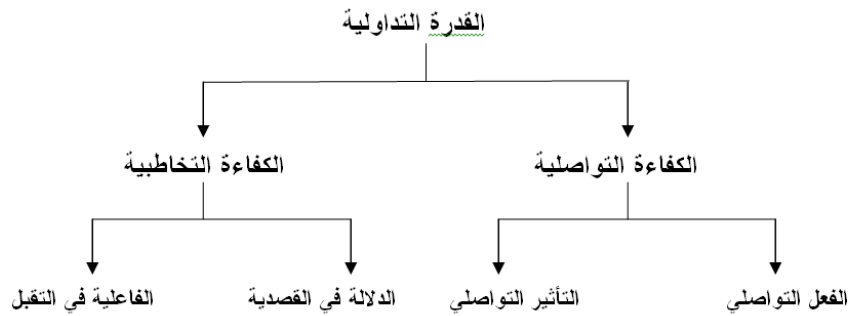 القدرة التداولية
الكفاءة التواصلية
الكفاءة التخاطبية
الفعل التواصلي
التأثير التواصلي
الدلالة في القصدية
الفاعلية في التقبل